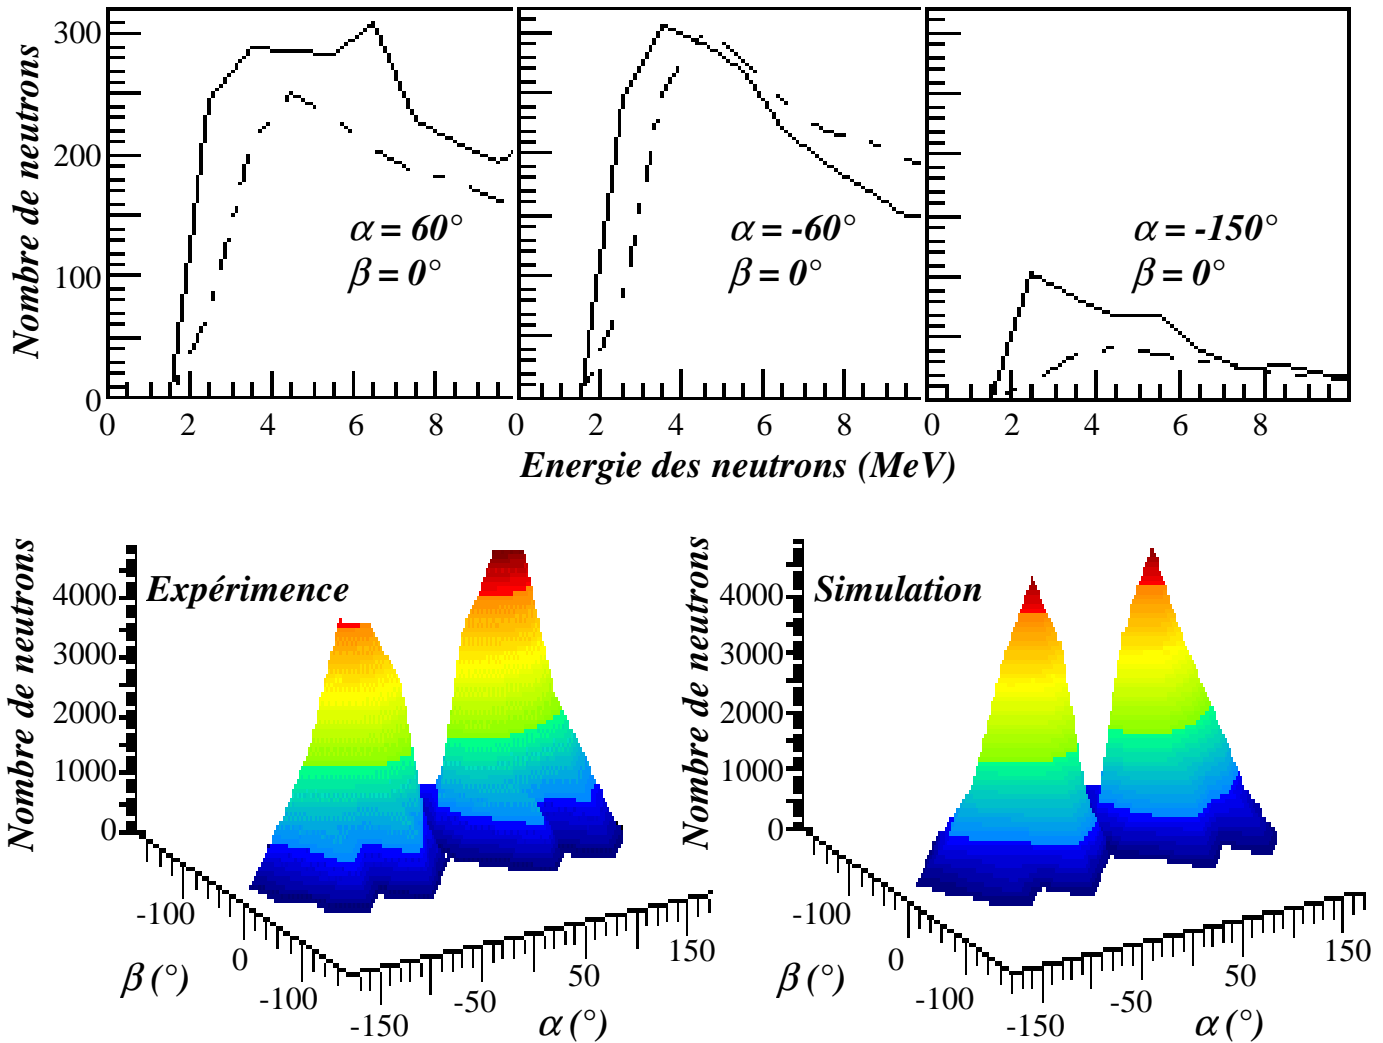 Nombre de neutrons
300
200
100
0
α = 60°
β = 0°
α = -60°
β = 0°
α = -150°
β = 0°
0 2 4 6 8 0 2 4 6 8 0 2 4 6 8
Energie des neutrons (MeV)
Nombre de neutrons
4000
3000
2000
1000
0
Expérimence
-100
0
-100
β (°)
-150
-50
50
150
α (°)
Nombre de neutrons
4000
3000
2000
1000
0
Simulation
-100
0
-100
β (°)
-150
-50
50
150
α (°)